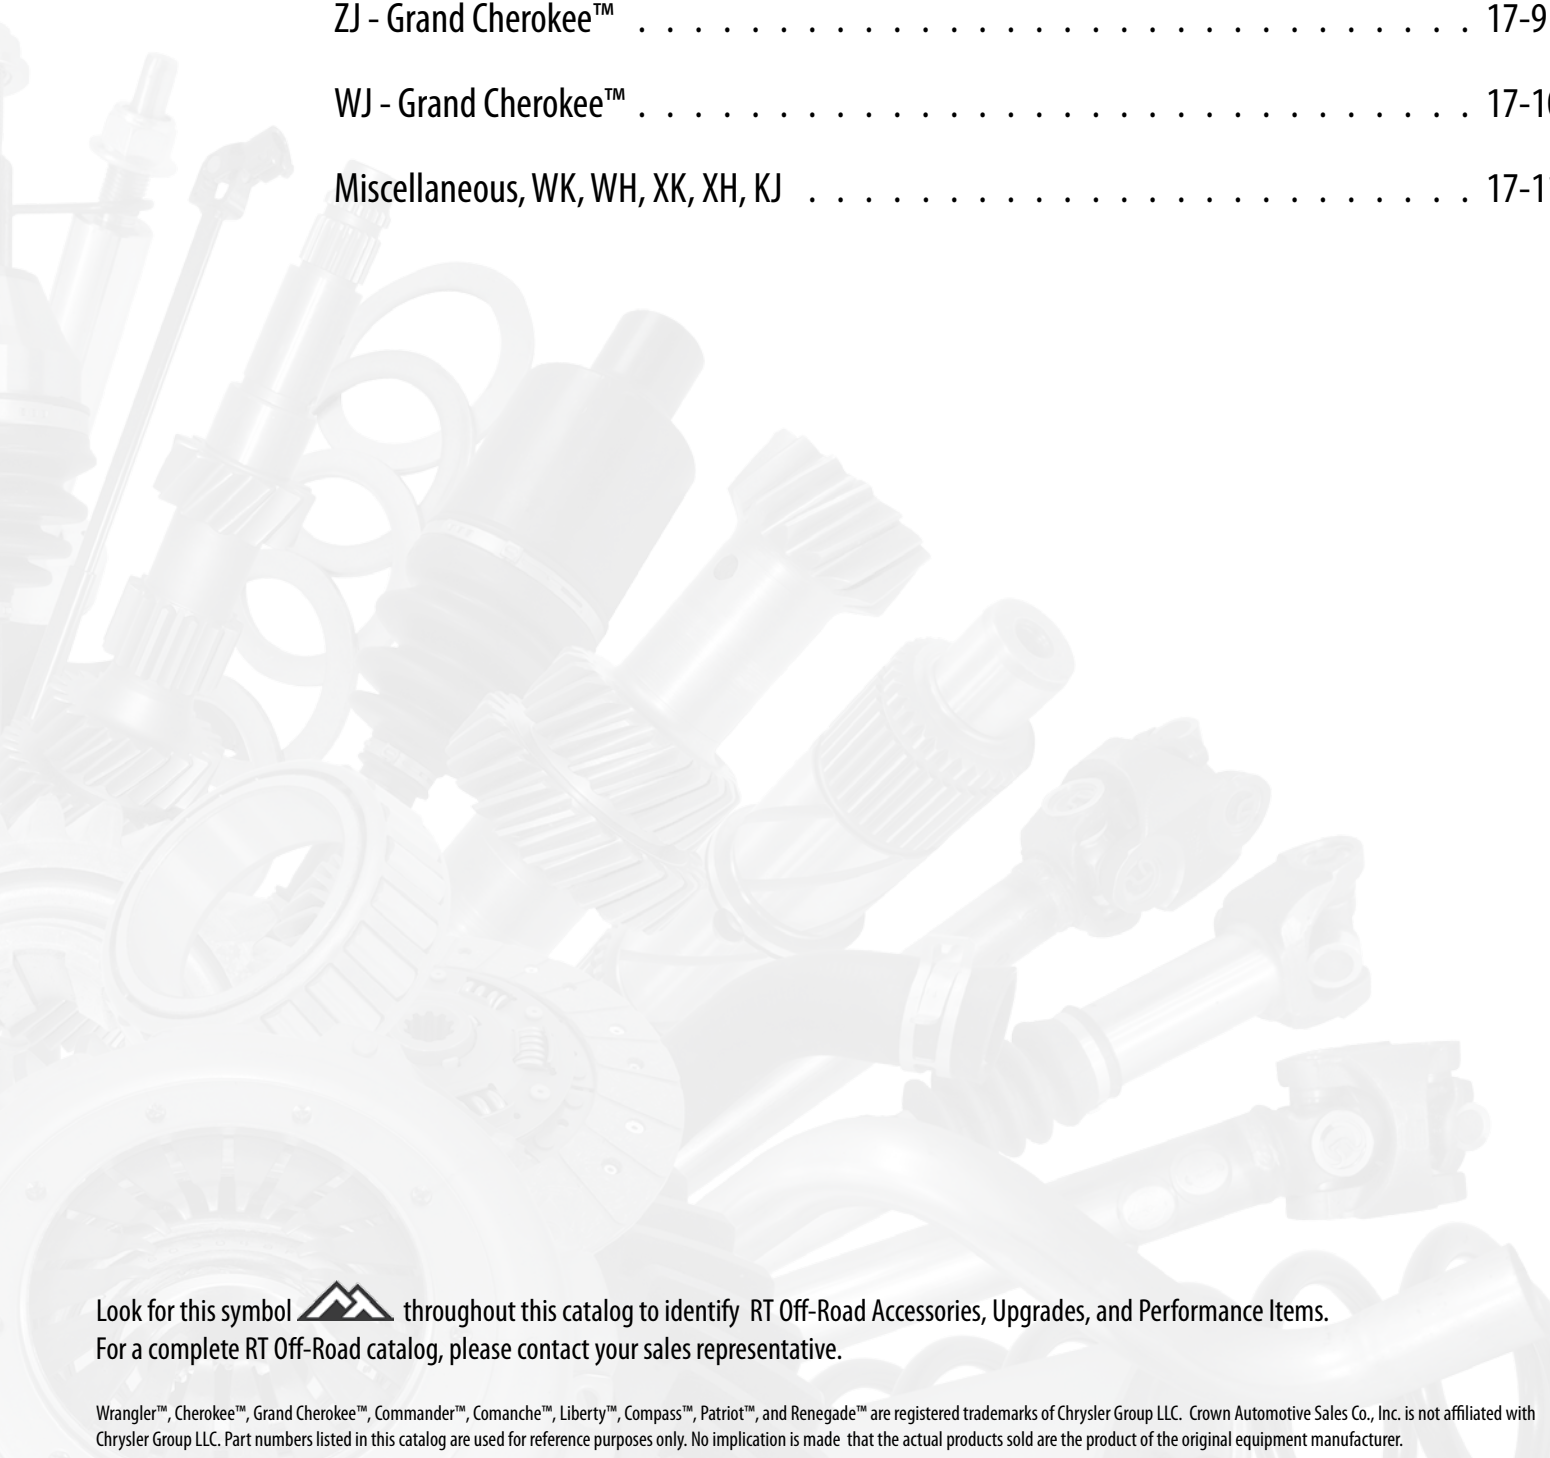 ZJ - Grand Cherokee™ . . . . . . . . . . . . . . . . . . . . . . . . . . . . . . 17-9
WJ - Grand Cherokee™ . . . . . . . . . . . . . . . . . . . . . . . . . . . . . . 
Miscellaneous, WK, WH, XK, XH, KJ . . . . . . . . . . . . . . . . . . . . . . . . 
Look for this symbol throughout this catalog to identify RT Off-Road Accessories, Upgrades, and Performance Items.
For a complete RT Off-Road catalog, please contact your sales representative.
Wrangler™, Cherokee™, Grand Cherokee™, Commander™, Comanche™, Liberty™, Compass™, Patriot™, and Renegade™ are registered trademarks of Chrysler Group LLC. Crown Automotive Sales Co., Inc. is not affiliated with
Chrysler Group LLC. Part numbers listed in this catalog are used for reference purposes only. No implication is made that the actual products sold are the product of the original equipment manufacturer.